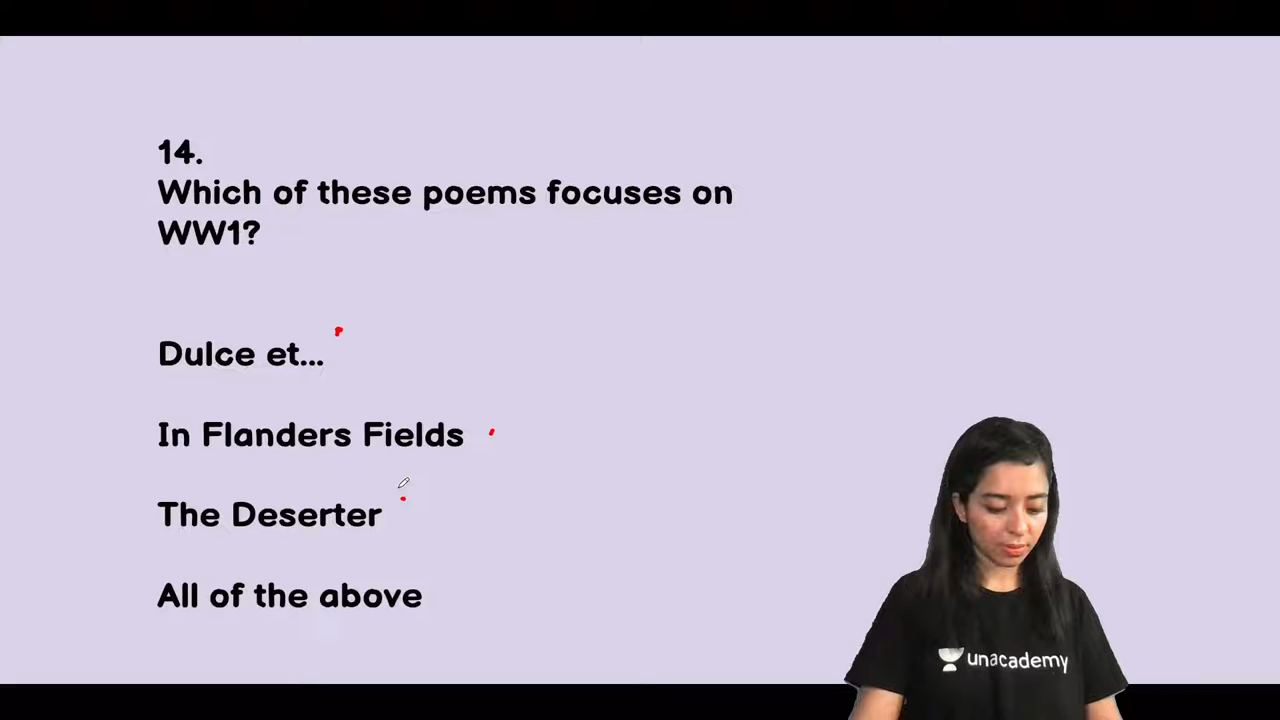 14.
Which of these poems focuses on
WW1?
Dulce et...
In Flanders Fields
The Deserter
All of the above
unacademy